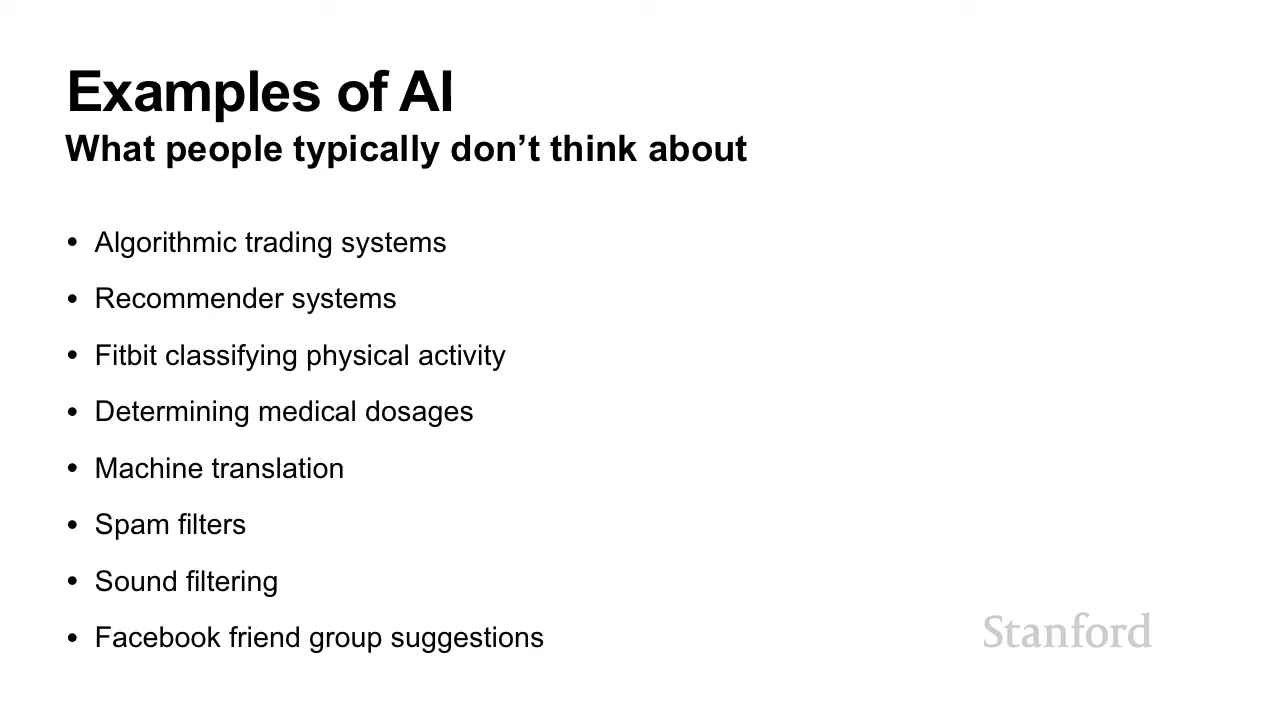 Examples of AI
What people typically don’t think about
• Algorithmic trading systems
• Recommender systems
• Fitbit classifying physical activity
• Determining medical dosages
• Machine translation
• Spam filters
• Sound filtering
• Facebook friend group suggestions
Stanford